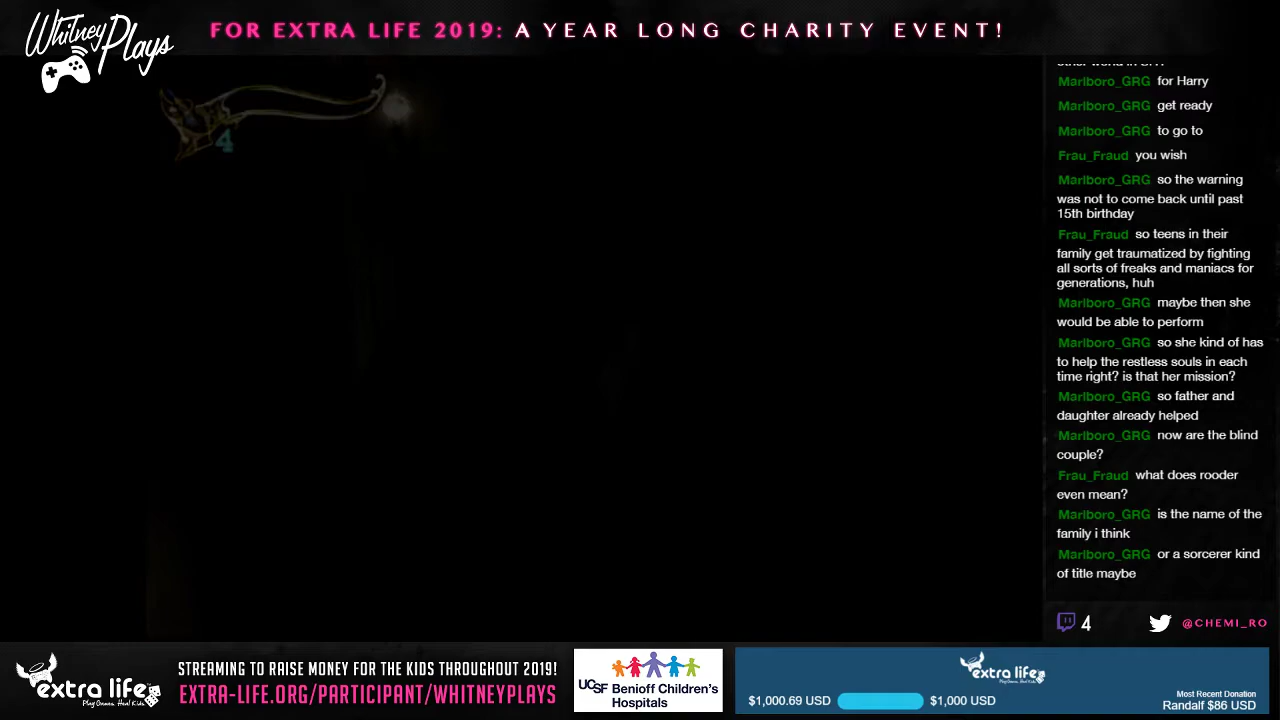 Whitney Plays
FOR EXTRA LIFE 2019: A YEAR LONG CHARITY EVENT!
4
Marlboro_GRG for Harry
Marlboro_GRG get ready
Marlboro_GRG to go to
Frau_Fraud you wish
Marlboro_GRG so the warning
was not to come back until past
15th birthday
Frau_Fraud so teens in their
family get traumatized by fighting
all sorts of freaks and maniacs for
generations, huh
Marlboro_GRG maybe then she
would be able to perform
Marlboro_GRG so she kind of has
to help the restless souls in each
time right? is that her mission?
Marlboro_GRG so father and
daughter already helped
Marlboro_GRG now are the blind
couple?
Frau_Fraud what does rooder
even mean?
Marlboro_GRG is the name of the
family i think
Marlboro_GRG or a sorcerer kind
of title maybe
4 @CHEMI_RO
extra life
Play Games. Heal Kids.
STREAMING TO RAISE MONEY FOR THE KIDS THROUGHOUT 2019!
EXTRA-LIFE.ORG/PARTICIPANT/WHITNEYPLAYS
UCSF Benioff Children's
Hospitals
extra life
$1,000.69 USD $1,000 USD
Most Recent Donation
Randalf $86 USD